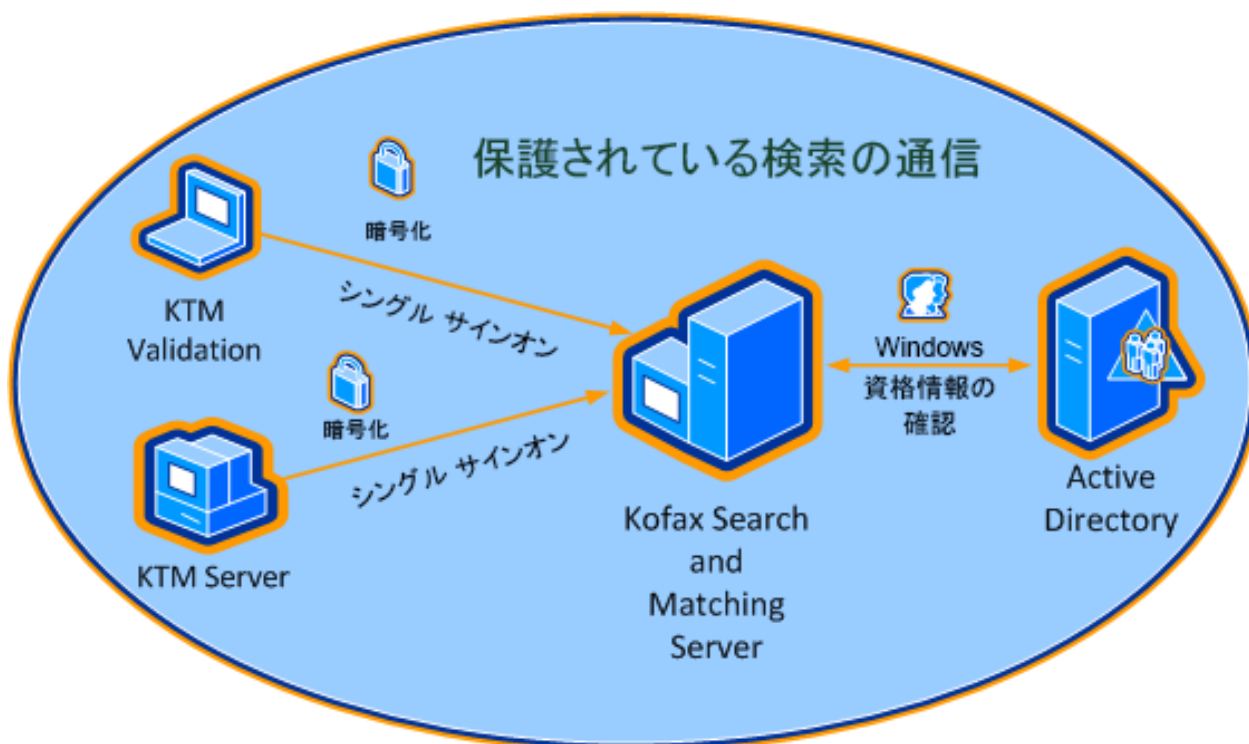 保護されている検索の通信
暗号化
シングル サインオン
KTM
Validation
暗号化
シングル サインオン
KTM Server
Kofax Search
and
Matching
Server
Windows
資格情報の
確認
Active
Directory